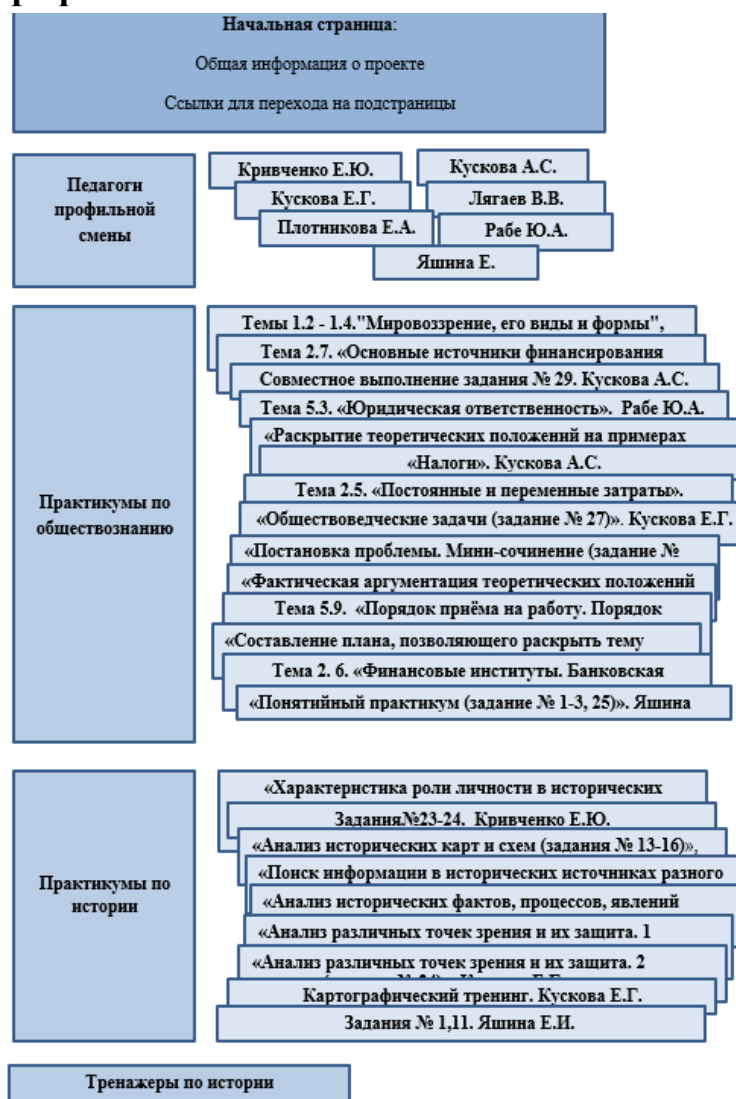 Начальная страница:
Общая информация о проекте
Ссылки для перехода на подстраницы
Педагоги
профильной
смены
Кривченко Е.Ю.
Кускова А.С.
Кускова Е.Г.
Лягаев В.В.
Плотникова Е.А.
Рабе Ю.А.
Яшина Е.
Практикумы по
обществознанию
Темы 1.2 - 1.4."Мировоззрение, его виды и формы",
Тема 2.7. «Основные источники финансирования
Совместное выполнение задания № 29. Кускова А.С.
Тема 5.3. «Юридическая ответственность». Рабе Ю.А.
«Раскрытие теоретических положений на примерах
«Налоги». Кускова А.С.
Тема 2.5. «Постоянные и переменные затраты».
«Обществоведческие задачи (задание № 27)». Кускова Е.Г.
«Постановка проблемы. Мини-сочинение (задание №
«Фактическая аргументация теоретических положений
Тема 5.9. «Порядок приёма на работу. Порядок
«Составление плана, позволяющего раскрыть тему
Тема 2. 6. «Финансовые институты. Банковская
«Понятийный практикум (задание № 1-3, 25)». Яшина
Практикумы по
истории
«Характеристика роли личности в исторических
Задания№23-24. Кривченко Е.Ю.
«Анализ исторических карт и схем (задания № 13-16)»,
«Поиск информации в исторических источниках разного
«Анализ исторических фактов, процессов, явлений
«Анализ различных точек зрения и их защита. 1
«Анализ различных точек зрения и их защита. 2
Картографический тренинг. Кускова Е.Г.
Задания № 1,11. Яшина Е.И.
Тренажеры по истории